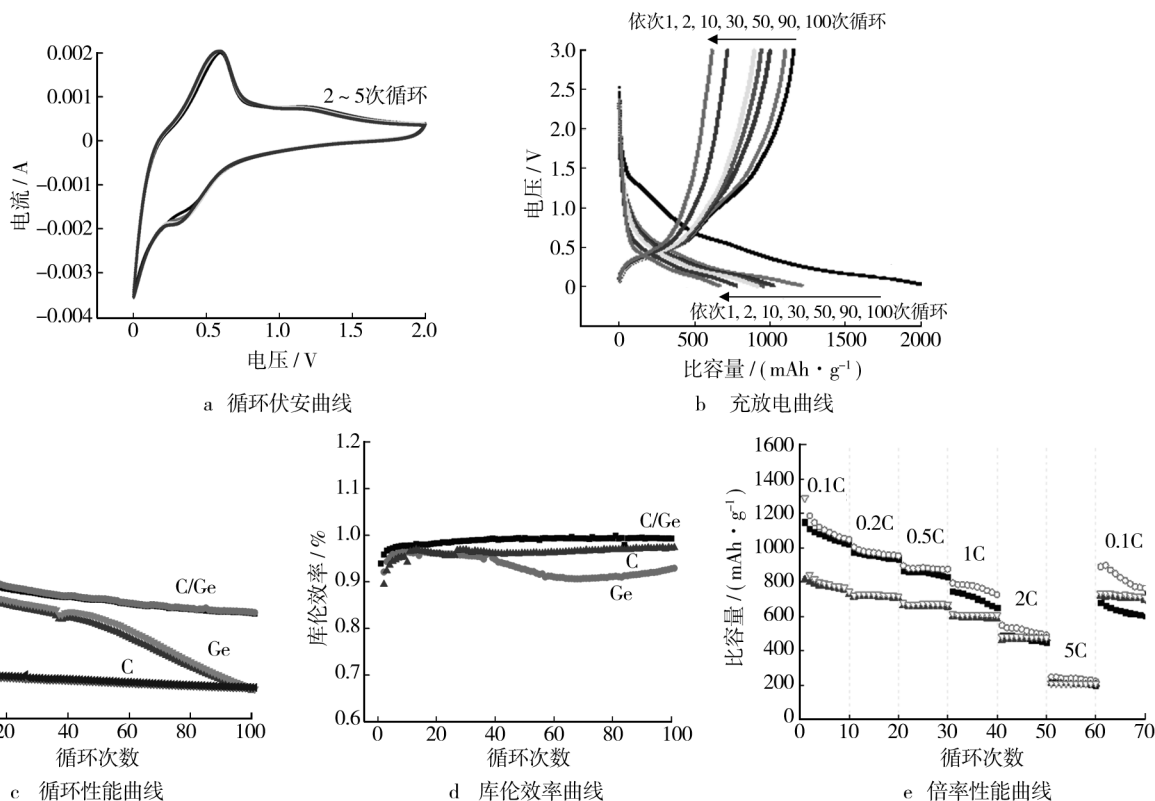 依次1, 2, 10, 30, 50, 90, 100次循环
0.002
0.001
0
−0.001
−0.002
−0.003
−0.004
电流 / A
2～5次循环
0
0.5
1.0
1.5
2.0
电压 / V
a 循环伏安曲线
3.0
2.5
2.0
1.5
1.0
0.5
0
电压 / V
依次1, 2, 10, 30, 50, 90, 100次循环
0
500
1000
1500
2000
比容量 / ( mAh·g⁻¹ )
b 充放电曲线
C/Ge
Ge
C
20
40
60
80
100
循环次数
c 循环性能曲线
1.2
1.1
1.0
0.9
0.8
0.7
0.6
库伦效率 / %
C/Ge
C
Ge
0
20
40
60
80
100
循环次数
d 库伦效率曲线
1600
1400
1200
1000
800
600
400
200
0
比容量 / ( mAh·g⁻¹ )
0.1C
0.2C
0.5C
1C
2C
5C
0.1C
0
10
20
30
40
50
60
70
循环次数
e 倍率性能曲线